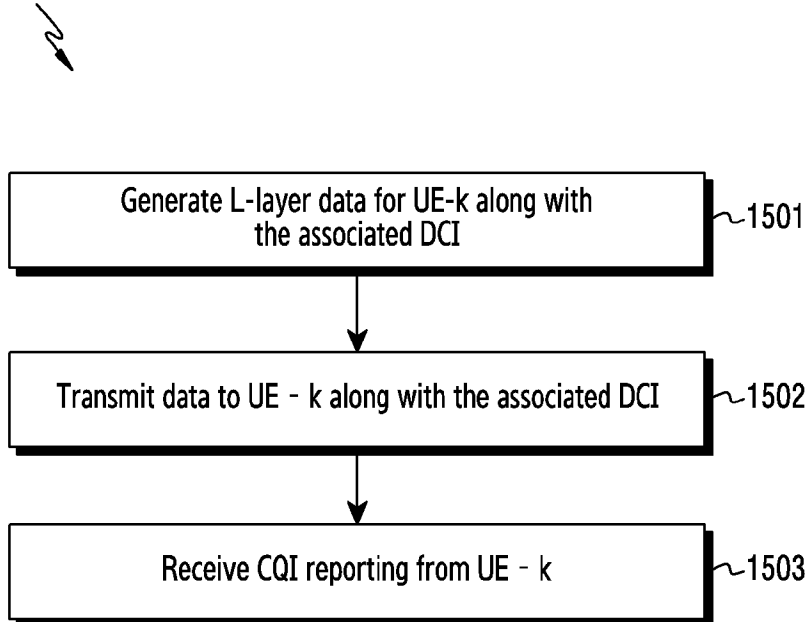 Generate L-layer data for UE-k along with
the associated DCI
1501
Transmit data to UE - k along with the associated DCI
1502
Receive CQI reporting from UE - k
1503